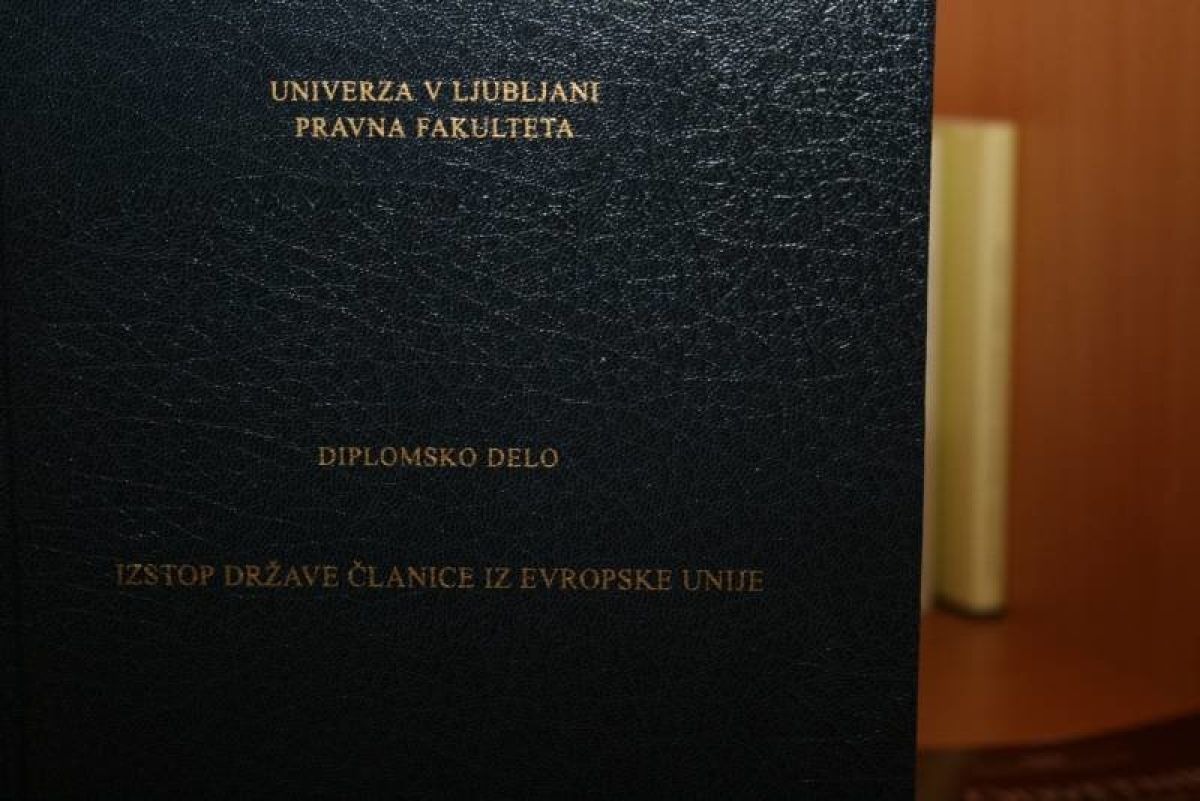 UNIVERZA V LJUBLJANI
PRAVNA FAKULTETA
DIPLOMSKO DELO
IZSTOP DRŽAVE ČLANICE IZ EVROPSKE UNIJE